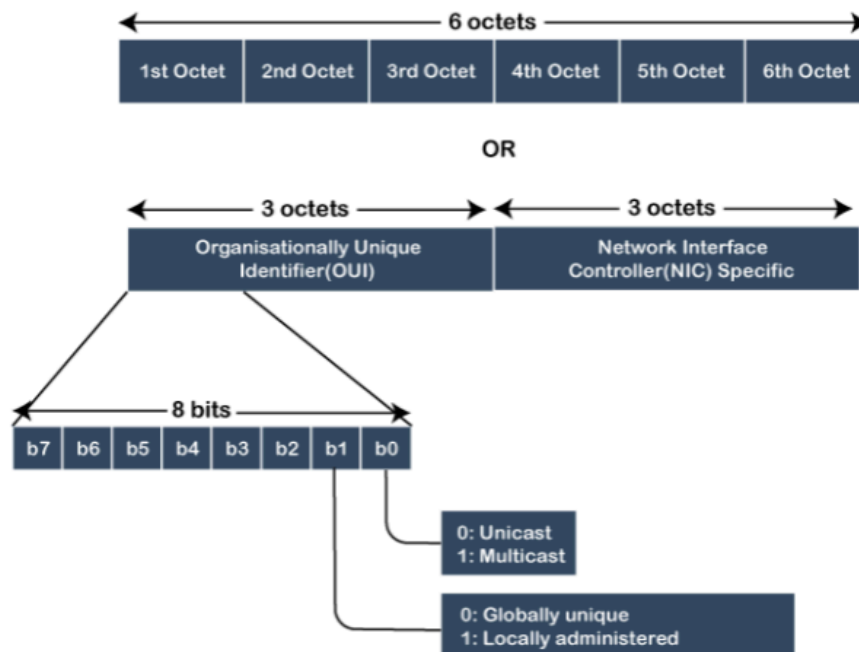 6 octets
1st Octet 2nd Octet 3rd Octet 4th Octet 5th Octet 6th Octet
OR
3 octets 3 octets
Organisationally Unique
Identifier(OUI)
Network Interface
Controller(NIC) Specific
8 bits
b7 b6 b5 b4 b3 b2 b1 b0
0: Unicast
1: Multicast
0: Globally unique
1: Locally administered